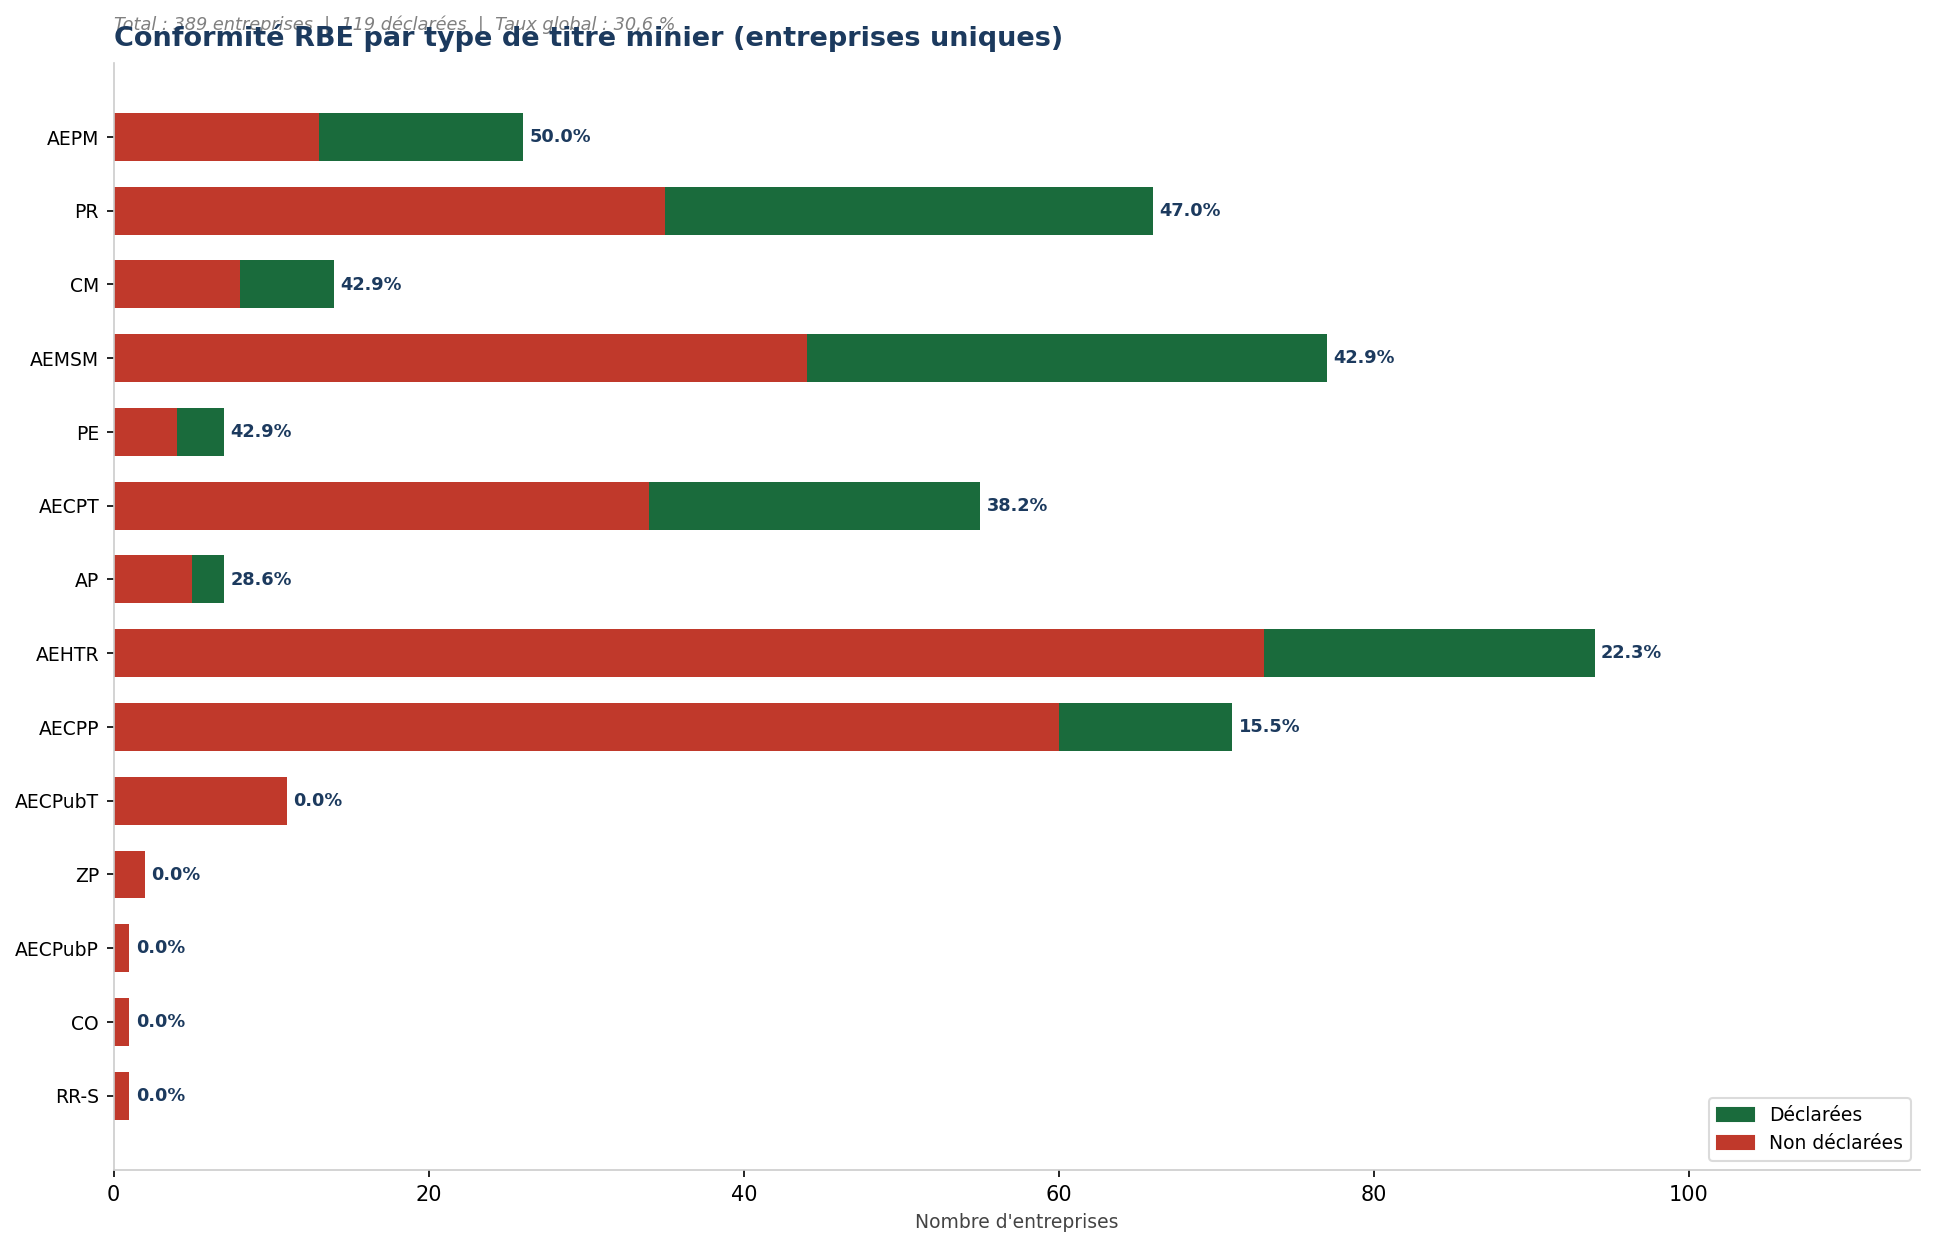 Total : 389 entreprises | 119 déclarées | Taux global : 30,6 %
Conformité RBE par type de titre minier (entreprises uniques)
AEPM 50.0%
PR 47.0%
CM 42.9%
AEMSM 42.9%
PE 42.9%
AECPT 38.2%
AP 28.6%
AEHTR 22.3%
AECPP 15.5%
AECPubT 0.0%
ZP 0.0%
AECPubP 0.0%
CO 0.0%
RR-S 0.0%
Déclarées
Non déclarées
0 20 40 60 80 100
Nombre d'entreprises